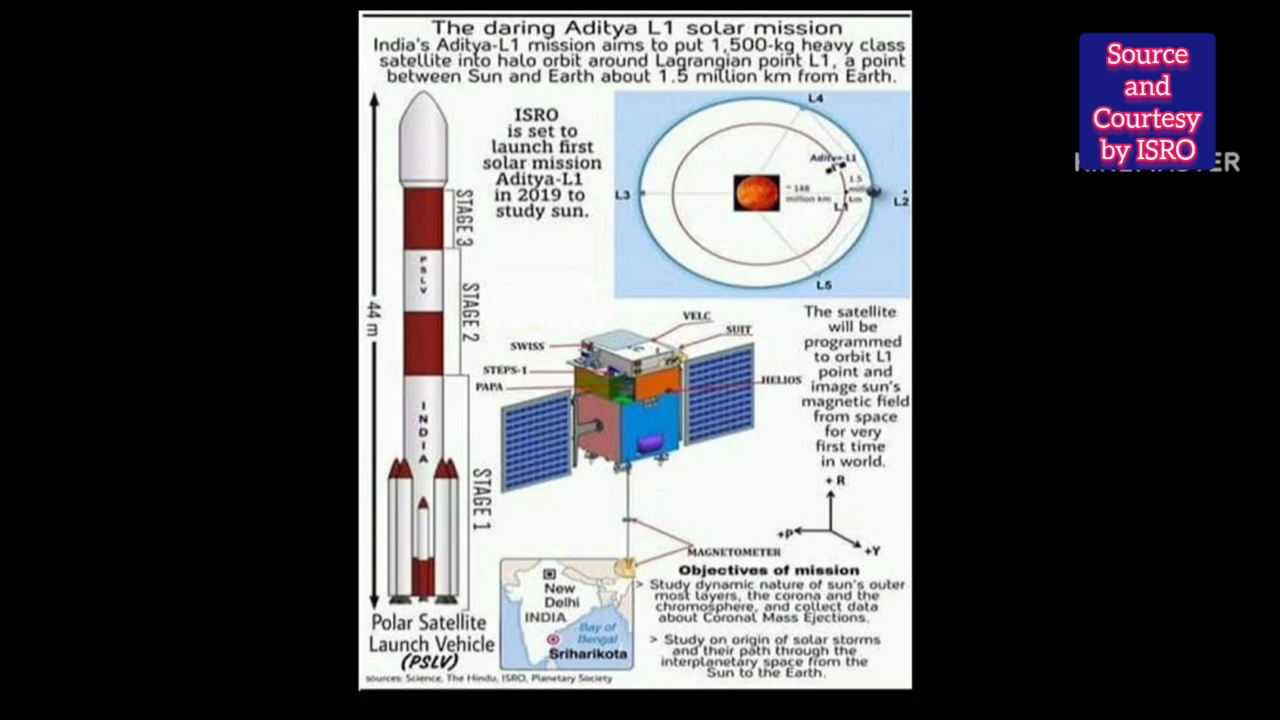 The daring Aditya L1 solar mission
India's Aditya-L1 mission aims to put 1,500-kg heavy class
satellite into halo orbit around Lagrangian point L1, a point
between Sun and Earth about 1.5 million km from Earth.
ISRO
is set to
launch first
solar mission
Aditya-L1
in 2019 to
study sun.
L4
Aditya-L1
L3
~ 148
million km
1.5
km
L1
L2
L5
STAGE 3
PSLV
STAGE 2
44 m
INDIA
STAGE 1
VELC
SUIT
SWISS
STEPS-1
PAPA
HELIOS
MAGNETOMETER
The satellite
will be
programmed
to orbit L1
point and
image sun's
magnetic field
from space
for very
first time
in world.
+ R
+P
+Y
Polar Satellite
Launch Vehicle
(PSLV)
New
Delhi
INDIA
Bay of
Bengal
Sriharikota
Objectives of mission
> Study dynamic nature of sun's outer
most layers, the corona and the
chromosphere, and collect data
about Coronal Mass Ejections.
> Study on origin of solar storms
and their path through the
interplanetary space from the
Sun to the Earth.
sources: Science, The Hindu, ISRO, Planetary Society
Source
and
Courtesy
by ISRO
KINEMASTER